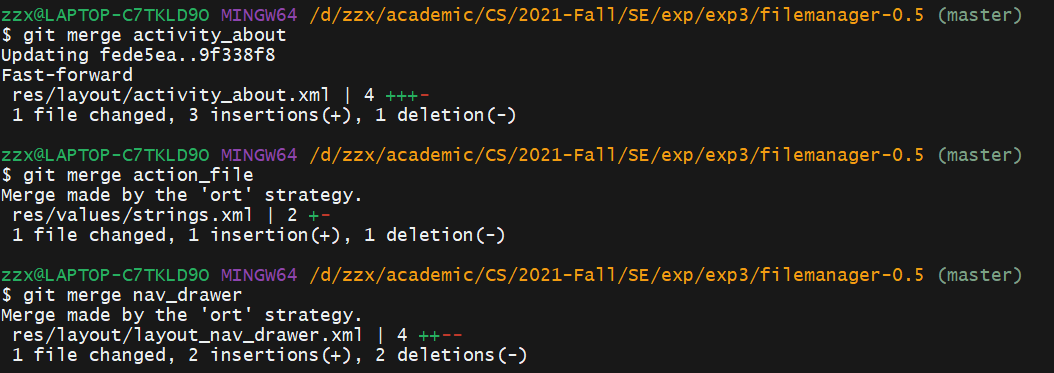 zzx@LAPTOP-C7TKLD9O MINGW64 /d/zzx/academic/CS/2021-Fall/SE/exp/exp3/filemanager-0.5 (master)
$ git merge activity_about
Updating fede5ea..9f338f8
Fast-forward
 res/layout/activity_about.xml | 4 +++-
 1 file changed, 3 insertions(+), 1 deletion(-)

zzx@LAPTOP-C7TKLD9O MINGW64 /d/zzx/academic/CS/2021-Fall/SE/exp/exp3/filemanager-0.5 (master)
$ git merge action_file
Merge made by the 'ort' strategy.
 res/values/strings.xml | 2 +-
 1 file changed, 1 insertion(+), 1 deletion(-)

zzx@LAPTOP-C7TKLD9O MINGW64 /d/zzx/academic/CS/2021-Fall/SE/exp/exp3/filemanager-0.5 (master)
$ git merge nav_drawer
Merge made by the 'ort' strategy.
 res/layout/layout_nav_drawer.xml | 4 ++--
 1 file changed, 2 insertions(+), 2 deletions(-)